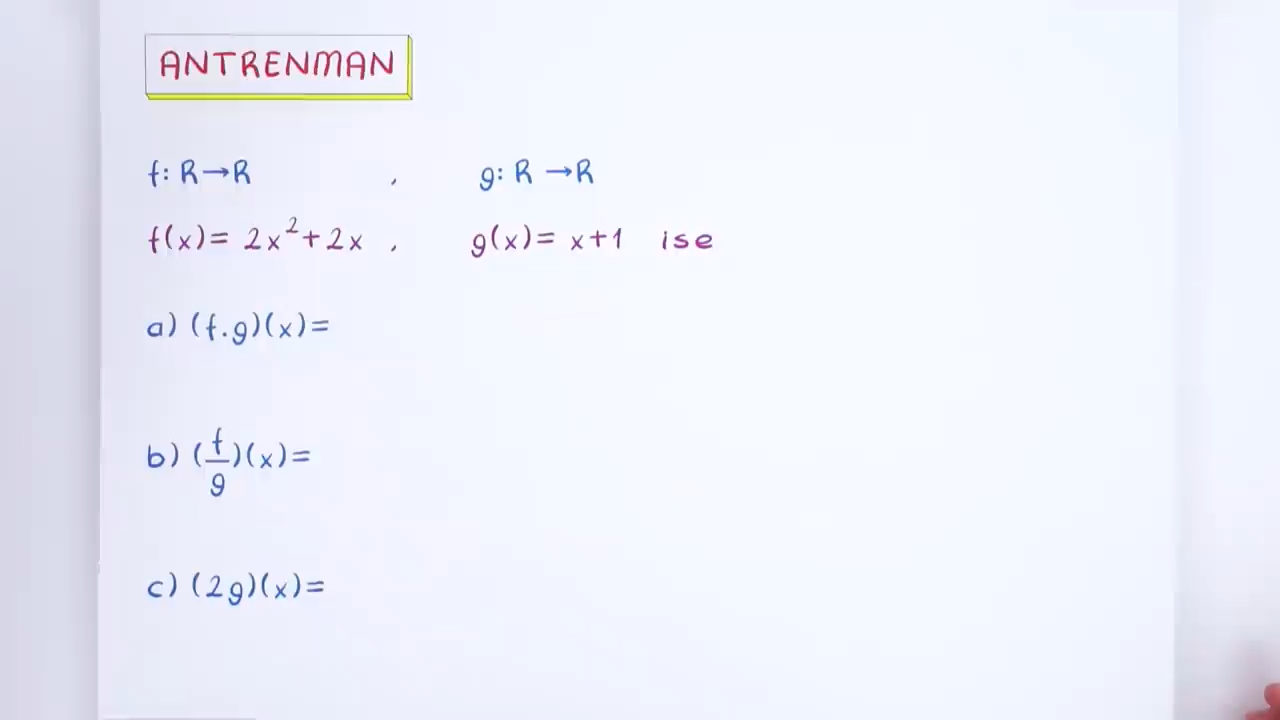 ANTRENMAN
f: R→R , g: R→R
f(x)= 2x²+2x , g(x)= x+1 ise
a) (f.g)(x)=
b) (f/g)(x)=
c) (2g)(x)=